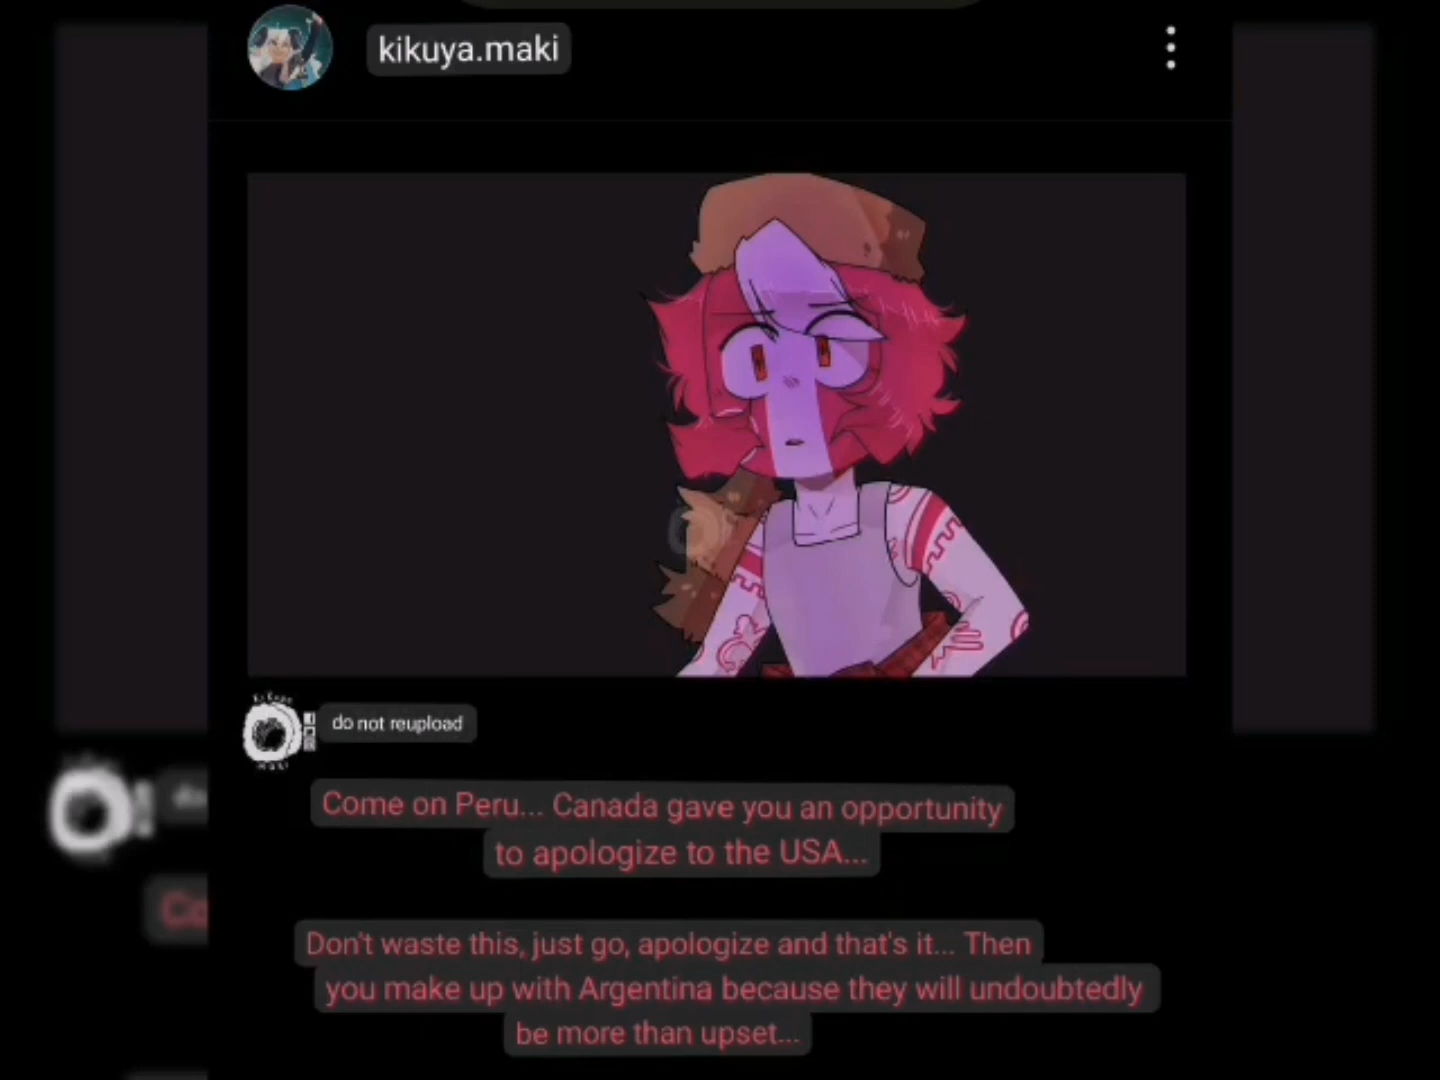 kikuya.maki
KiKuya
MAKI
do not reupload
Come on Peru... Canada gave you an opportunity
to apologize to the USA...
Don't waste this, just go, apologize and that's it... Then
you make up with Argentina because they will undoubtedly
be more than upset...